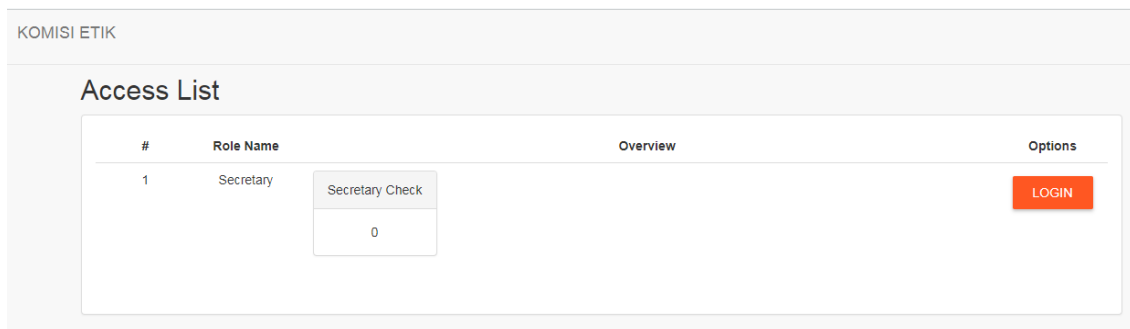 KOMISI ETIK
Access List
# Role Name Overview Options
1 Secretary Secretary Check LOGIN
0